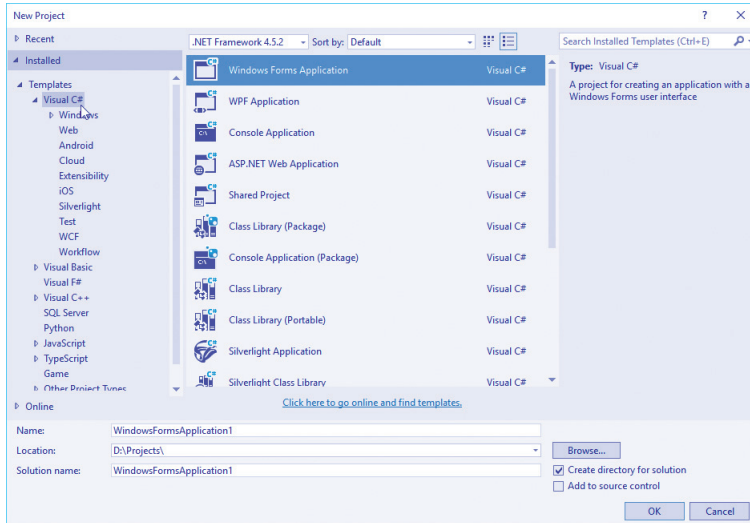 New Project
? ×
Recent
.NET Framework 4.5.2 Sort by: Default
Search Installed Templates (Ctrl+E)
Installed
Templates
Visual C#
Windows
Web
Android
Cloud
Extensibility
iOS
Silverlight
Test
WCF
Workflow
Visual Basic
Visual F#
Visual C++
SQL Server
Python
JavaScript
TypeScript
Game
Other Project Types
Online
Windows Forms Application Visual C#
WPF Application Visual C#
Console Application Visual C#
ASP.NET Web Application Visual C#
Shared Project Visual C#
Class Library (Package) Visual C#
Console Application (Package) Visual C#
Class Library Visual C#
Class Library (Portable) Visual C#
Silverlight Application Visual C#
Silverlight Class Library Visual C#
Click here to go online and find templates.
Type: Visual C#
A project for creating an application with a
Windows Forms user interface
Name: WindowsFormsApplication1
Location: D:\Projects\
Browse...
Solution name: WindowsFormsApplication1
Create directory for solution
Add to source control
OK Cancel